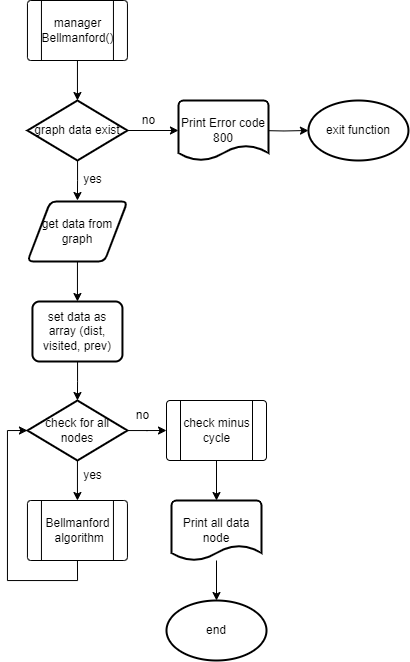 manager
Bellmanford()
graph data exist
no
Print Error code
800
exit function
yes
get data from
graph
set data as
array (dist,
visited, prev)
check for all
nodes
no
check minus
cycle
yes
Bellmanford
algorithm
Print all data
node
end